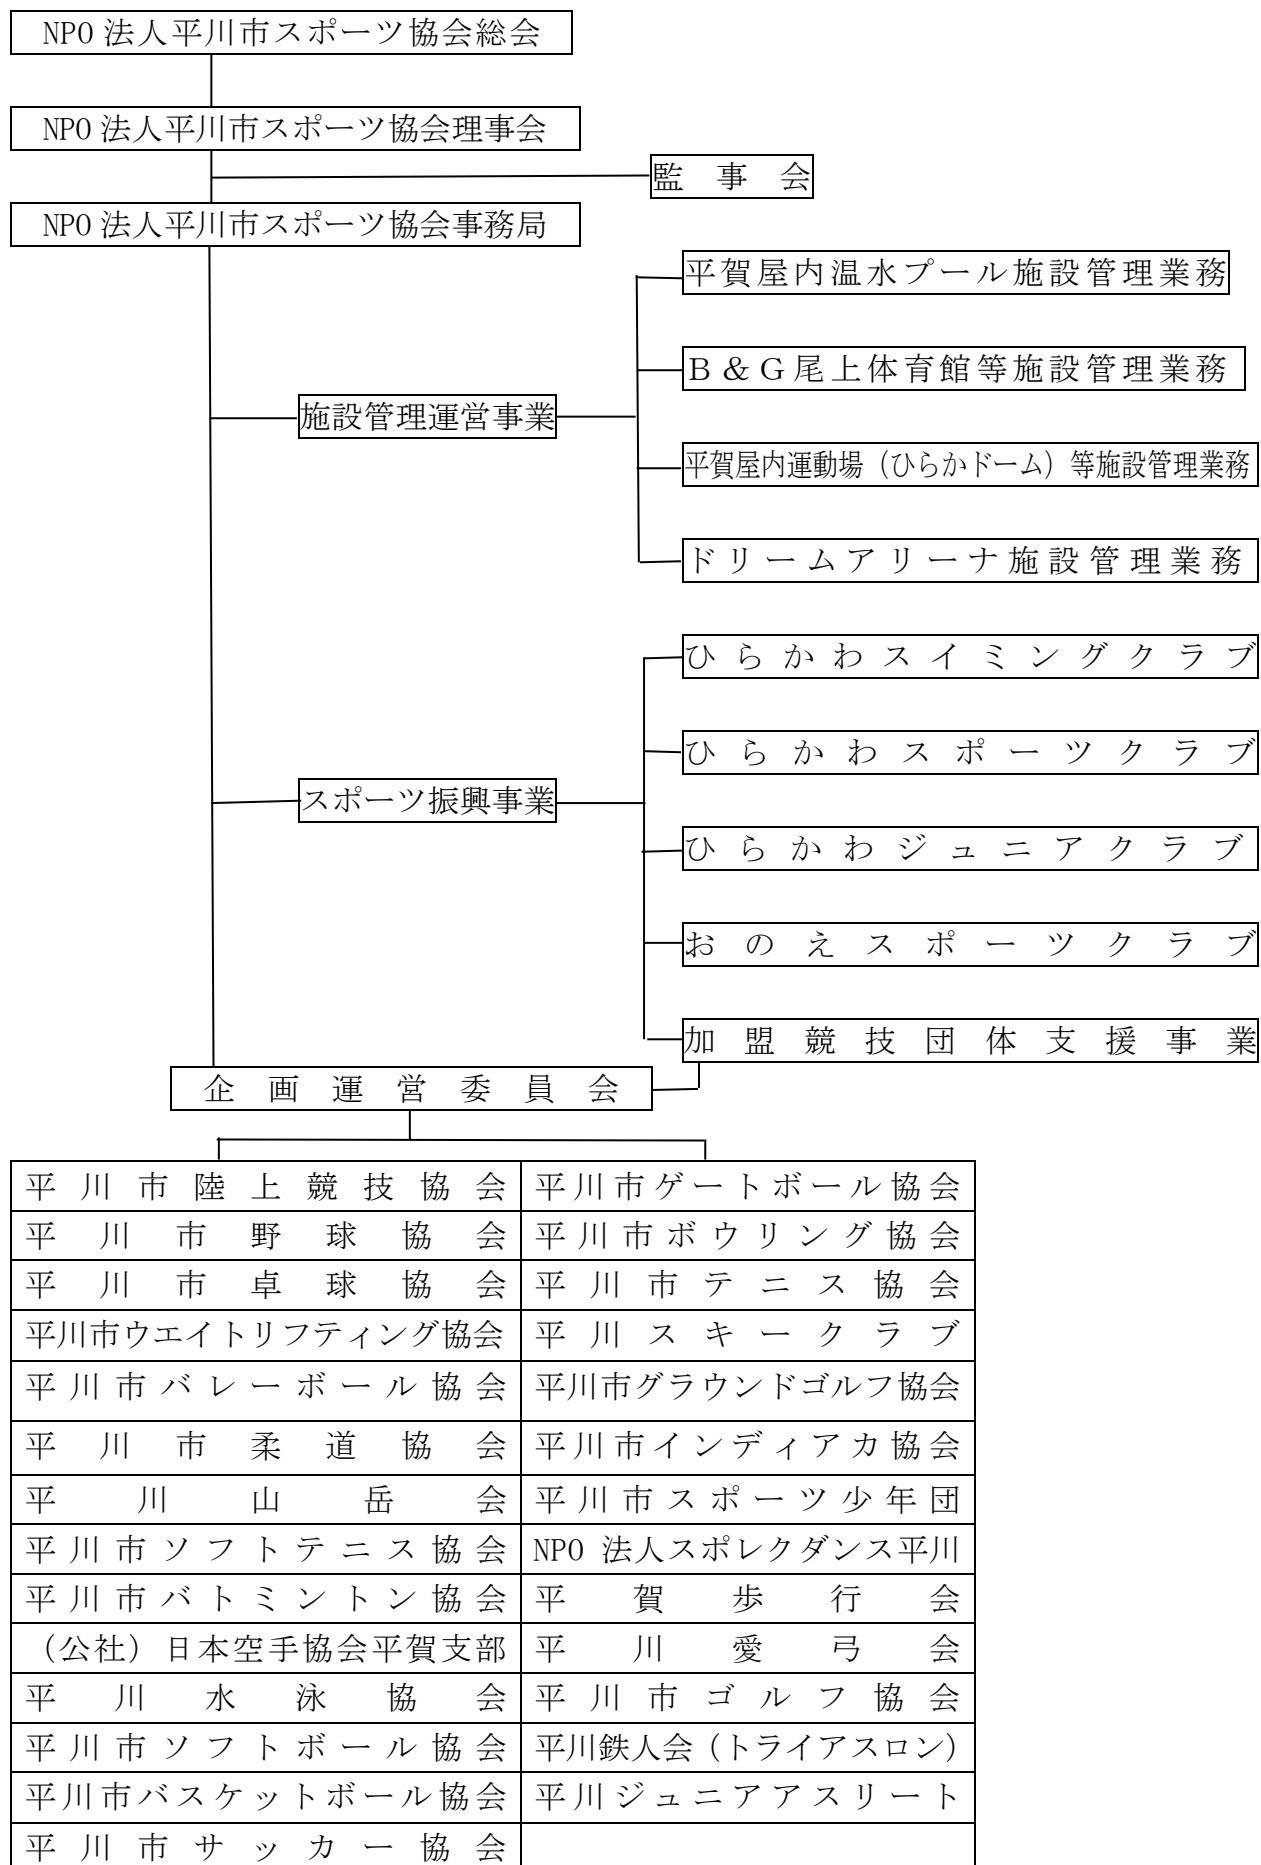 NPO法人平川市スポーツ協会総会
NPO法人平川市スポーツ協会理事会
監事会
NPO法人平川市スポーツ協会事務局
平賀屋内温水プール施設管理業務
B&G尾上体育館等施設管理業務
施設管理運営事業
平賀屋内運動場(ひらかドーム)等施設管理業務
ドリームアリーナ施設管理業務
ひらかわスイミングクラブ
ひらかわスポーツクラブ
スポーツ振興事業
ひらかわジュニアクラブ
おのえスポーツクラブ
加盟競技団体支援事業
企画運営委員会
平川市陸上競技協会 平川市ゲートボール協会
平川市野球協会 平川市ボウリング協会
平川市卓球協会 平川市テニス協会
平川市ウエイトリフティング協会 平川スキークラブ
平川市バレーボール協会 平川市グラウンドゴルフ協会
平川市柔道協会 平川市インディアカ協会
平川山岳会 平川市スポーツ少年団
平川市ソフトテニス協会 NPO 法人スポレクダンス平川
平川市バトミントン協会 平賀歩行会
(公社)日本空手協会平賀支部 平川愛弓会
平川水泳協会 平川市ゴルフ協会
平川市ソフトボール協会 平川鉄人会(トライアスロン)
平川市バスケットボール協会 平川ジュニアアスリート
平川市サッカー協会